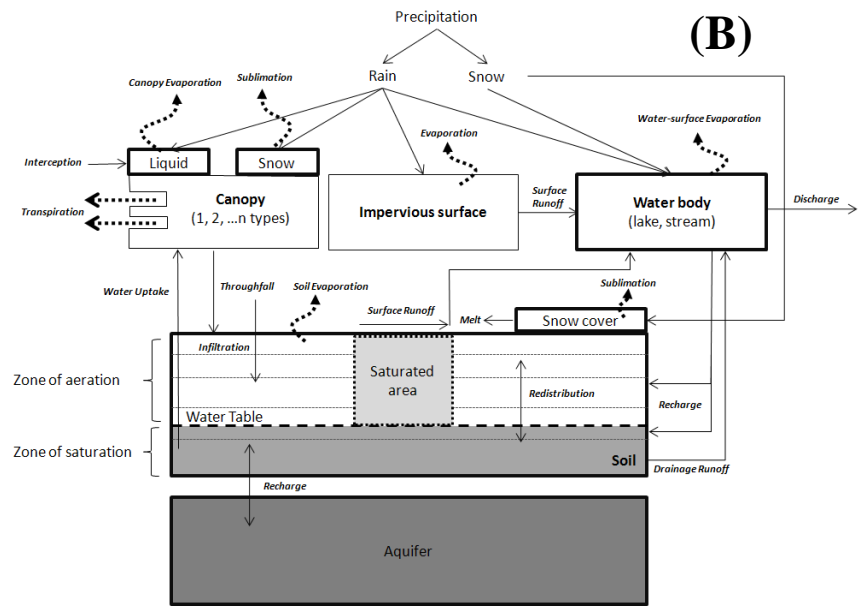 Precipitation
(B)
Rain
Snow
Canopy Evaporation
Sublimation
Evaporation
Water-surface Evaporation
Interception
Liquid
Snow
Transpiration
Canopy
(1, 2, ...n types)
Impervious surface
Surface
Runoff
Water body
(lake, stream)
Discharge
Water Uptake
Throughfall
Soil Evaporation
Surface Runoff
Melt
Snow cover
Sublimation
Zone of aeration
Infiltration
Saturated
area
Redistribution
Recharge
Water Table
Zone of saturation
Soil
Drainage Runoff
Recharge
Aquifer